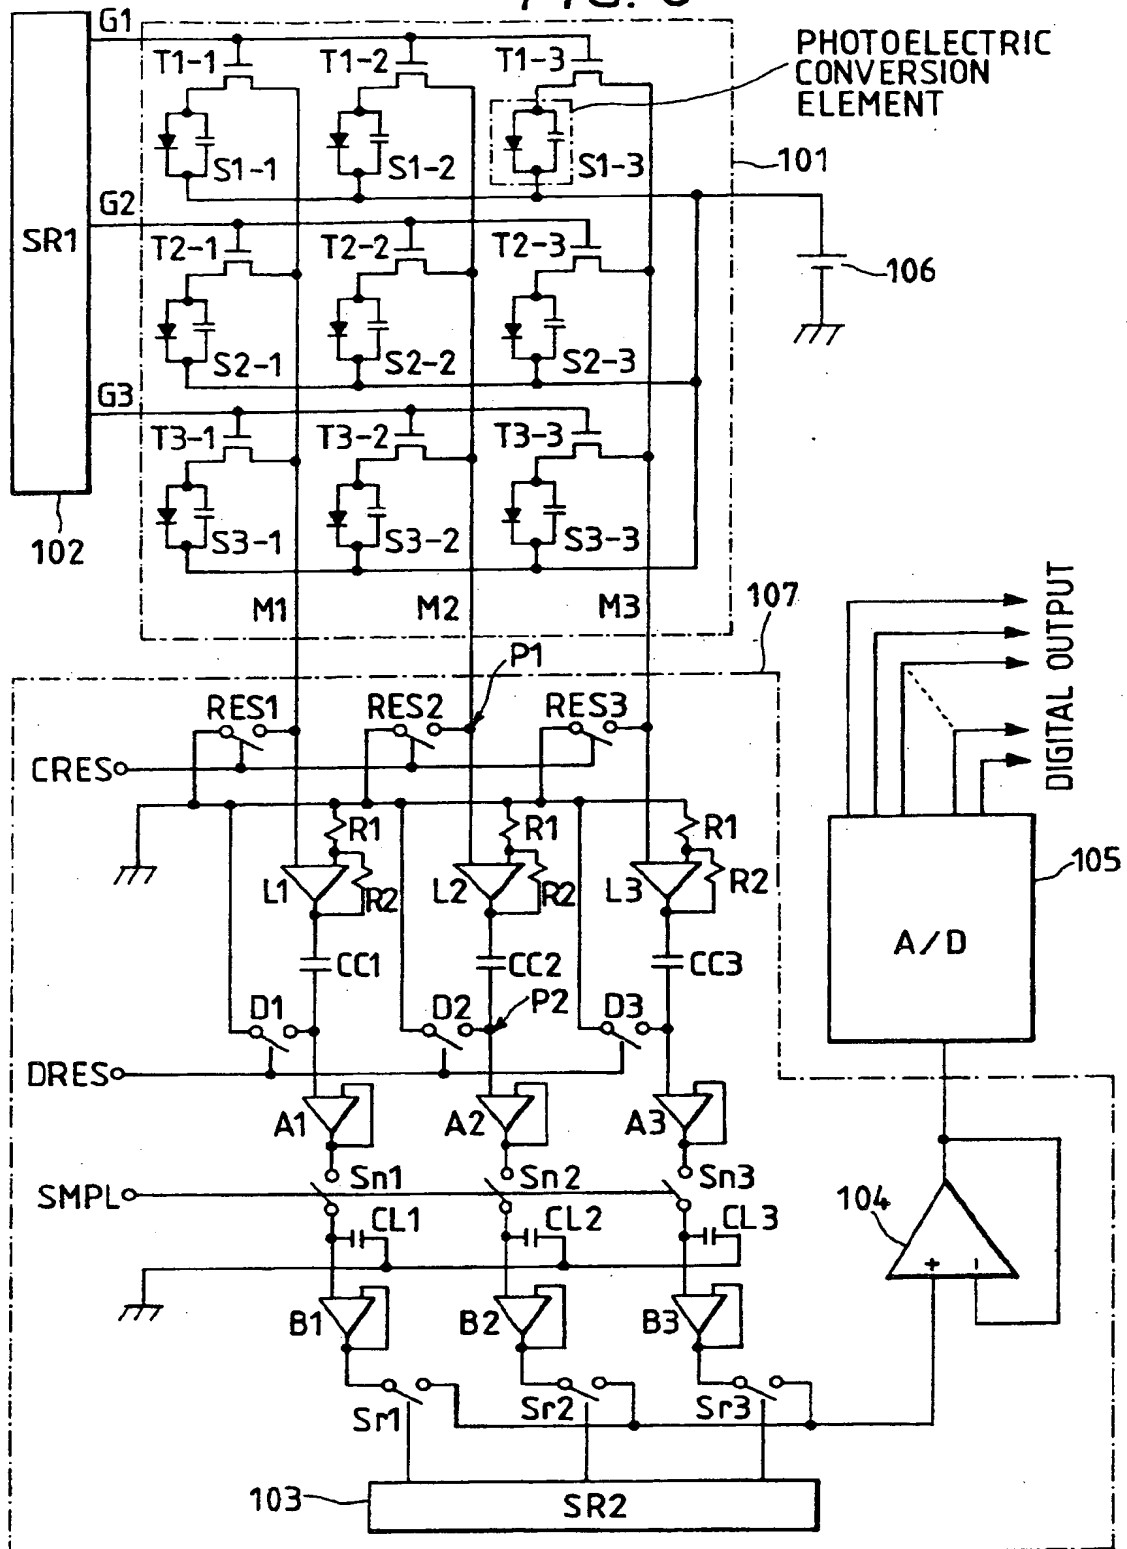 FIG.
G1
T1-1
T1-2
T1-3
PHOTOELECTRIC
CONVERSION
ELEMENT
S1-1
S1-2
S1-3
101
G2
SR1
T2-1
T2-2
T2-3
106
S2-1
S2-2
S2-3
G3
T3-1
T3-2
T3-3
S3-1
S3-2
S3-3
102
M1
M2
M3
107
DIGITAL OUTPUT
P1
RES1
RES2
RES3
CRES
R1
R1
R1
L1
R2
L2
R2
L3
R2
105
A/D
CC1
CC2
CC3
D1
D2
P2
D3
DRES
A1
A2
A3
Sn1
Sn2
Sn3
SMPL
104
CL1
CL2
CL3
+
-
B1
B2
B3
Sr1
Sr2
Sr3
103
SR2